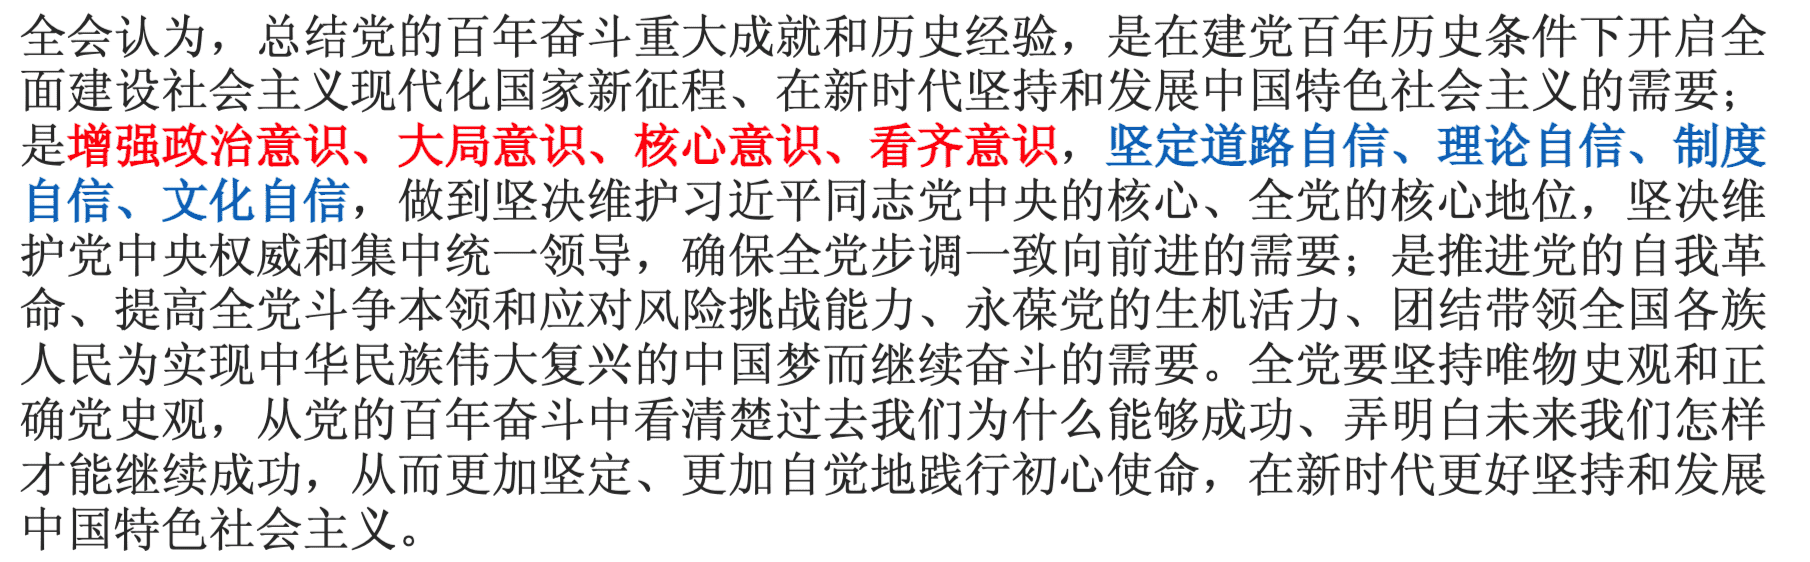 全会认为，总结党的百年奋斗重大成就和历史经验，是在建党百年历史条件下开启全
面建设社会主义现代化国家新征程、在新时代坚持和发展中国特色社会主义的需要；
是增强政治意识、大局意识、核心意识、看齐意识，坚定道路自信、理论自信、制度
自信、文化自信，做到坚决维护习近平同志党中央的核心、全党的核心地位，坚决维
护党中央权威和集中统一领导，确保全党步调一致向前进的需要；是推进党的自我革
命、提高全党斗争本领和应对风险挑战能力、永葆党的生机活力、团结带领全国各族
人民为实现中华民族伟大复兴的中国梦而继续奋斗的需要。全党要坚持唯物史观和正
确党史观，从党的百年奋斗中看清楚过去我们为什么能够成功、弄明白未来我们怎样
才能继续成功，从而更加坚定、更加自觉地践行初心使命，在新时代更好坚持和发展
中国特色社会主义。